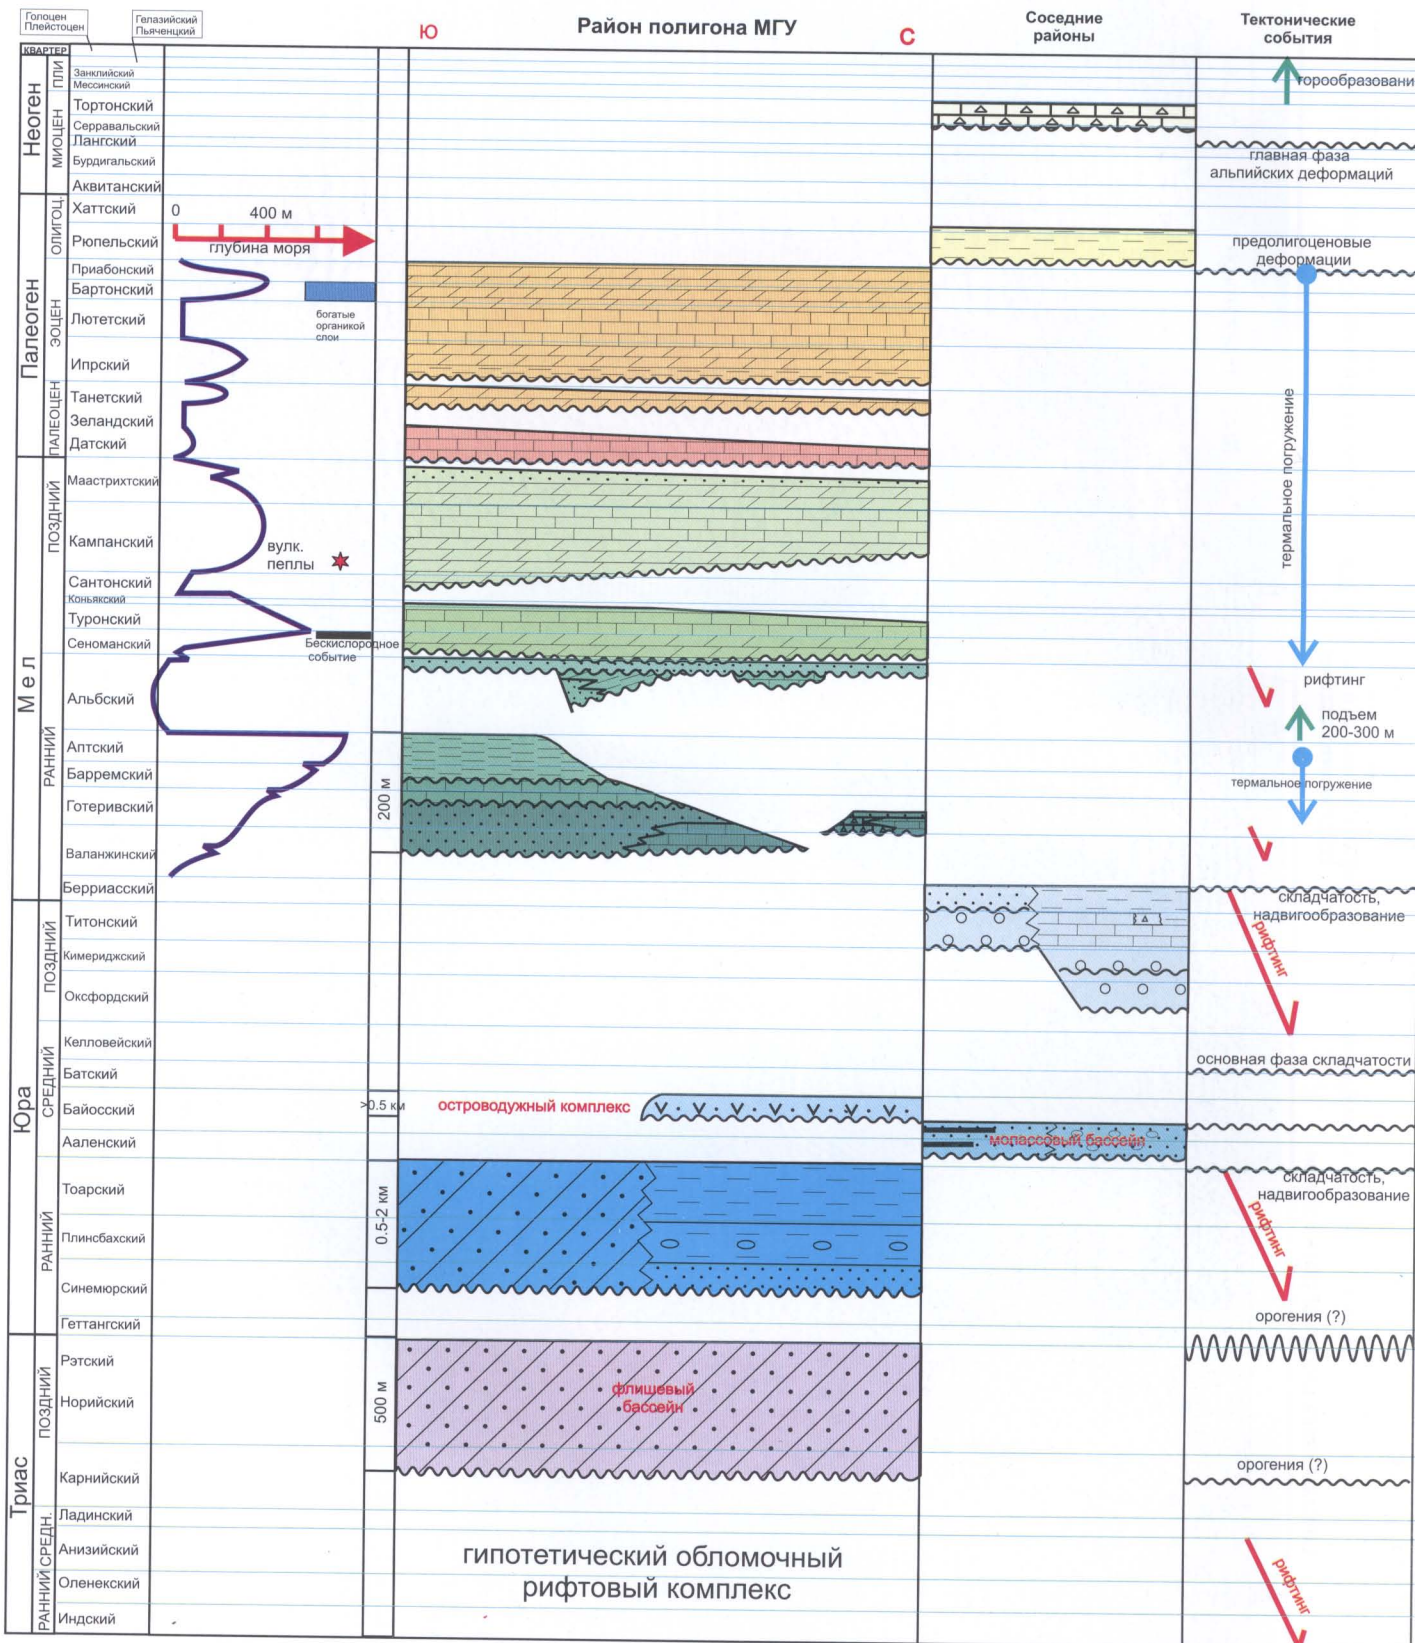 Голоцен
Плейстоцен
Гелазийский
Пьяченцкий
Ю
Район полигона МГУ
С
Соседние
районы
Тектонические
события
КВАРТЕР
Неоген
ПЛИ
МИОЦЕН
Занклийский
Мессинский
Тортонский
Серравальский
Лангский
Бурдигальский
Аквитанский
торообразовани
главная фаза
альпийских деформаций
Палеоген
ОЛИГОЦ.
ЭОЦЕН
ПАЛЕОЦЕН
Хаттский
Рюпельский
Приабонский
Бартонский
Лютетский
Ипрский
Танетский
Зеландский
Датский
0
400 м
глубина моря
богатые
органикой
слои
предолигоценовые
деформации
термальное погружение
Мел
ПОЗДНИЙ
РАННИЙ
Маастрихтский
Кампанский
Сантонский
Коньякский
Туронский
Сеноманский
Альбский
Аптский
Барремский
Готеривский
Валанжинский
Берриасский
вулк.
пеплы
Бескислородное
событие
200 м
рифтинг
подъем
200-300 м
термальное погружение
складчатость,
надвигообразование
рифтинг
Юра
ПОЗДНИЙ
СРЕДНИЙ
РАННИЙ
Титонский
Кимериджский
Оксфордский
Келловейский
Батский
Байосский
Ааленский
Тоарский
Плинсбахский
Синемюрский
Геттангский
>0.5 км
островодужный комплекс
молассовый бассейн
0.5-2 км
основная фаза складчатости
складчатость,
надвигообразование
рифтинг
орогения (?)
Триас
ПОЗДНИЙ
СРЕДН.
РАННИЙ
Рэтский
Норийский
Карнийский
Ладинский
Анизийский
Оленекский
Индский
500 м
флишевый
бассейн
орогения (?)
гипотетический обломочный
рифтовый комплекс
рифтинг